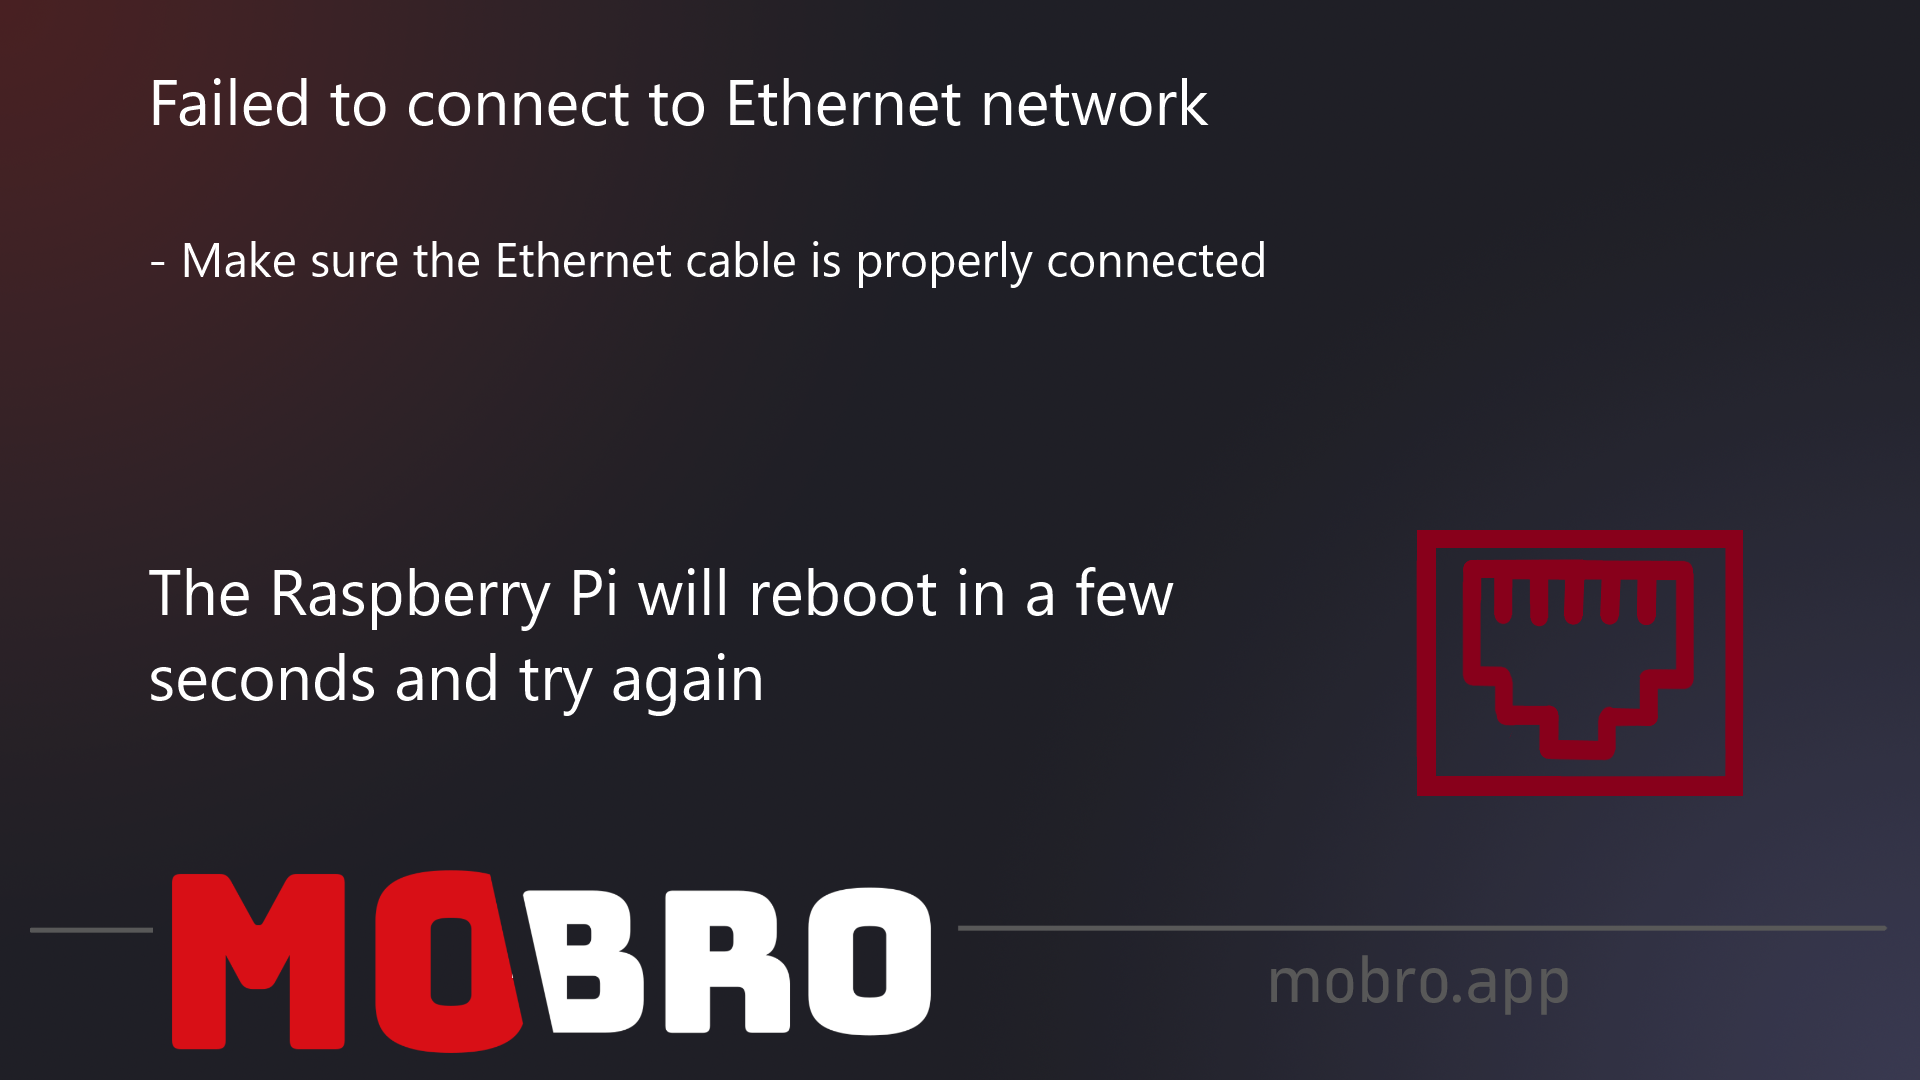 Failed to connect to Ethernet network
- Make sure the Ethernet cable is properly connected
The Raspberry Pi will reboot in a few
seconds and try again
MOBRO
mobro.app